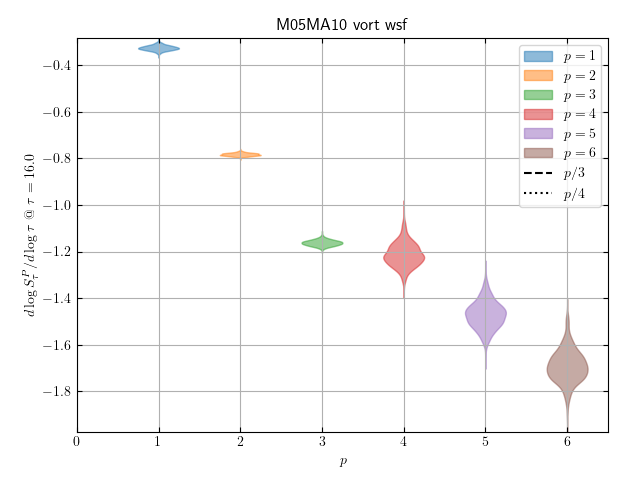 M05MA10 vort wsf
d log S_τ^P / d log τ @ τ = 16.0
−0.4
−0.6
−0.8
−1.0
−1.2
−1.4
−1.6
−1.8
0 1 2 3 4 5 6
p
p = 1
p = 2
p = 3
p = 4
p = 5
p = 6
p/3
p/4